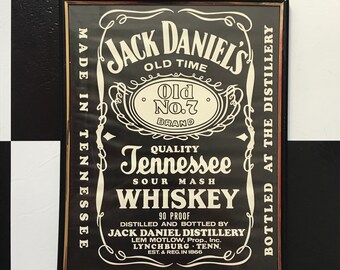 JACK DANIEL'S
OLD TIME
Old
No.7
BRAND
QUALITY
Tennessee
SOUR MASH
WHISKEY
90 PROOF
DISTILLED AND BOTTLED BY
JACK DANIEL DISTILLERY
LEM MOTLOW, Prop., Inc.
LYNCHBURG · TENN.
EST. & REG. IN 1866
MADE IN TENNESSEE
BOTTLED AT THE DISTILLERY